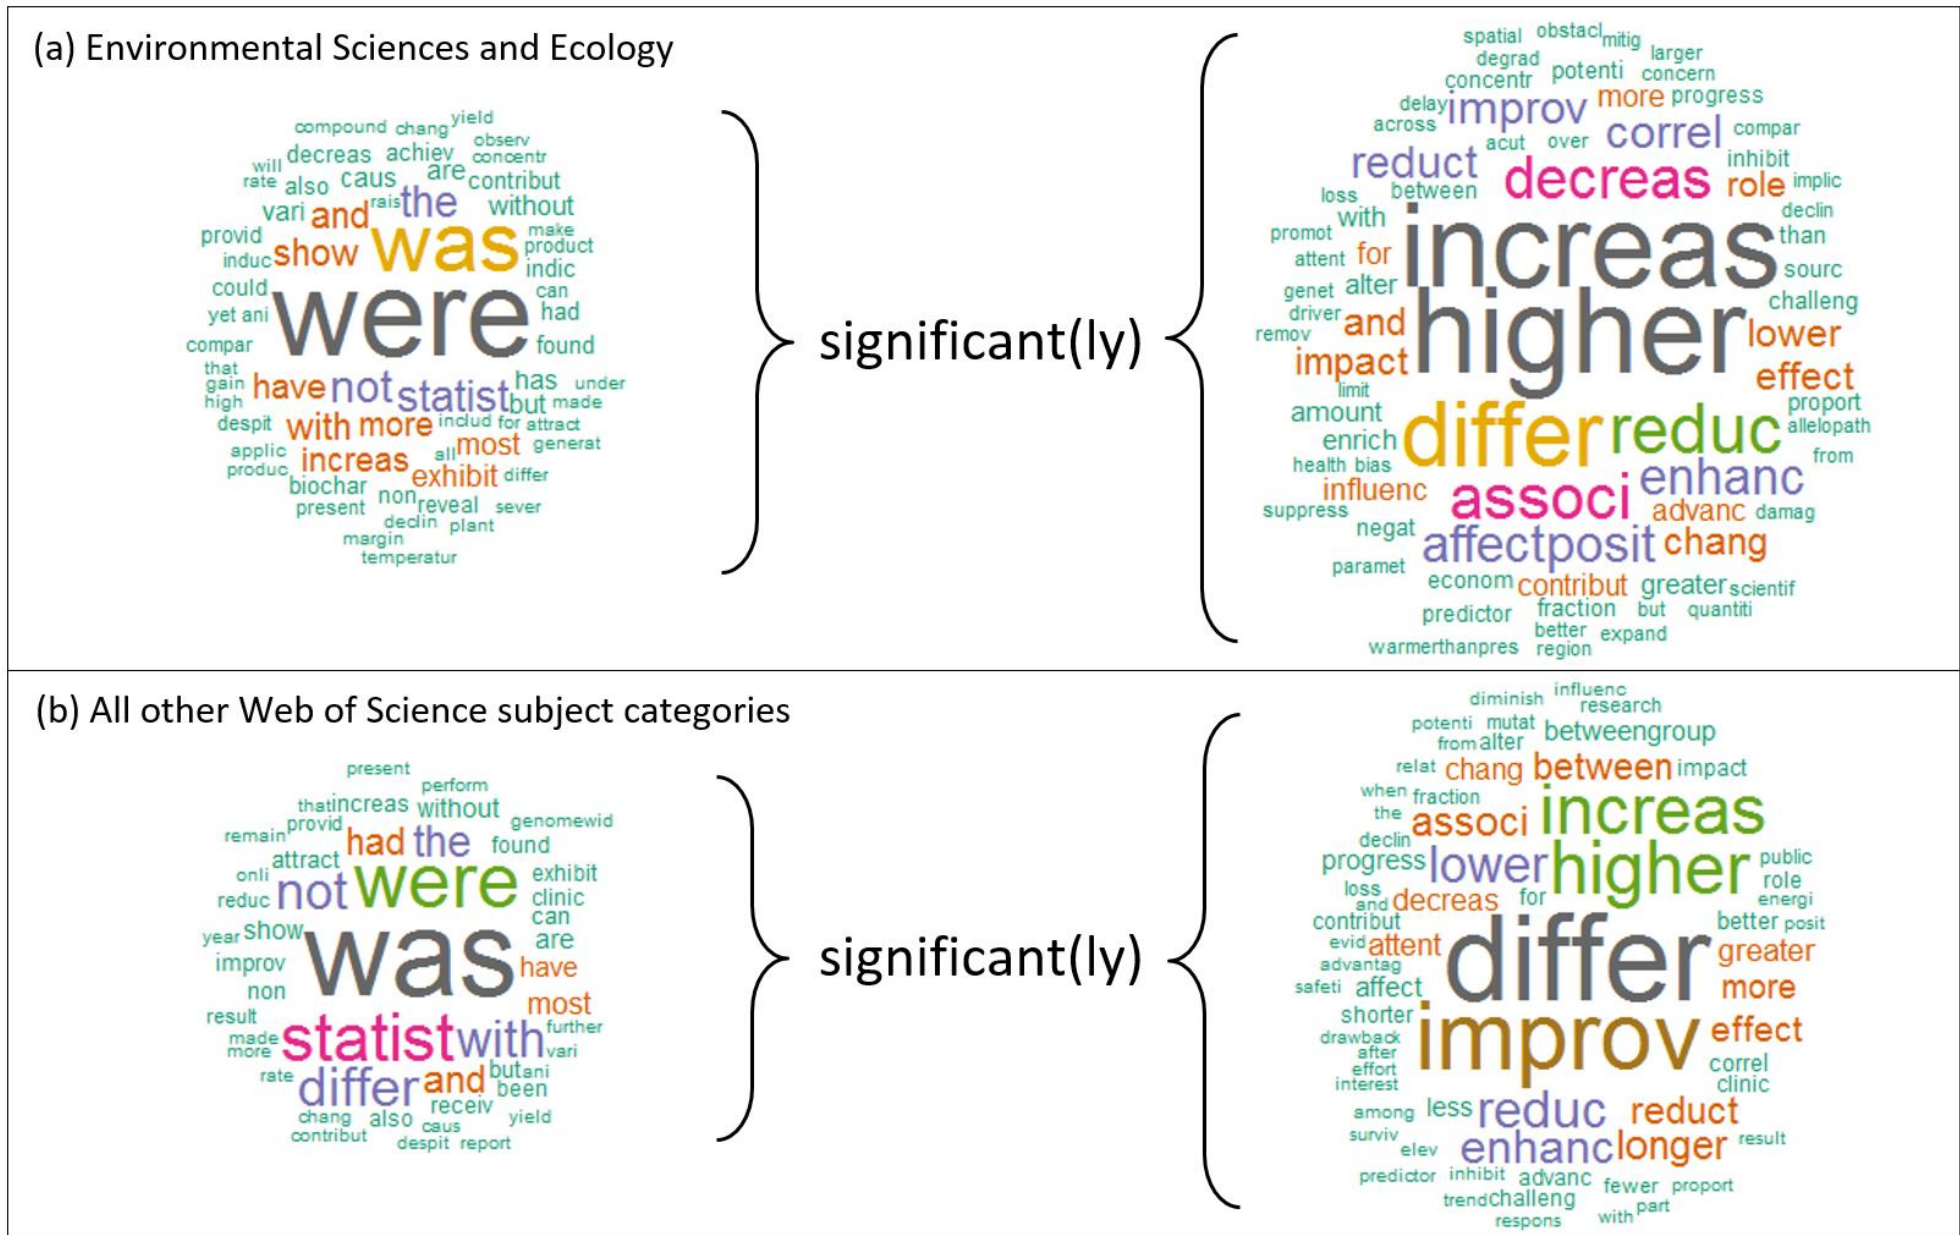 (a) Environmental Sciences and Ecology
compound chang yield
observ
decreas achiev concentr
will are
rate also caus contribut
rais the without
vari and
provid was make
show product
induc indic
could can
were had
yet ani
compar found
that
gain have not statist has under
high but made
despit with more includ for attract
applic all most generat
produc increas exhibit differ
biochar non
present reveal sever
declin plant
margin
temperatur
significant(ly)
spatial obstacl mitig
degrad larger
concentr potenti concern
delay improv more progress
across correl compar
acut over
reduct inhibit
loss between decreas role implic
with declin
promot increas than
attent for sourc
genet alter challeng
driver and higher lower
remov
impact effect
limit
amount proport
enrich differ reduc allelopath
health bias from
influenc associ enhanc
suppress advanc damag
negat affect posit chang
paramet
econom contribut greater scientif
predictor fraction but quantiti
better expand
warmerthanpres region
(b) All other Web of Science subject categories
present
perform
that increas without
provid genomewid
remain had the found
attract
onli exhibit
reduc not were clinic
can
year show are
improv was have
non most
result
made statist with further
more vari
rate differ and but ani
been
chang also receiv yield
contribut caus
despit report
significant(ly)
diminish influenc
research
potenti mutat betweengroup
from alter
relat chang between impact
when fraction
the associ increas
declin
progress lower higher public
loss role
and decreas for energi
contribut better posit
evid attent differ greater
advantag
safeti affect more
shorter improv effect
drawback
after correl
effort clinic
interest
among less reduc reduct
surviv
elev enhanc longer result
predictor inhibit advanc fewer proport
trend challeng part
respons with